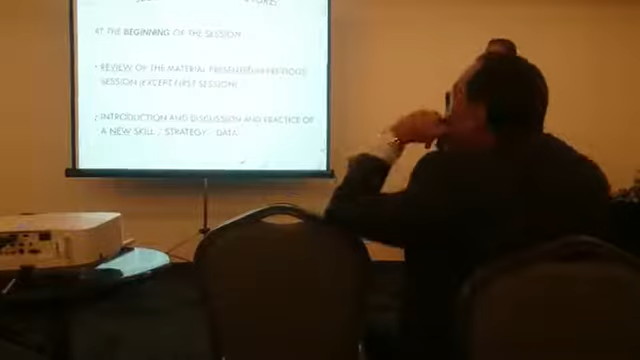 AT THE BEGINNING OF THE SESSION
• REVIEW OF THE MATERIAL PRESENTED IN PREVIOUS
SESSION (EXCEPT FIRST SESSION)
• INTRODUCTION AND DISCUSSION AND PRACTICE OF
A NEW SKILL / STRATEGY / DATA